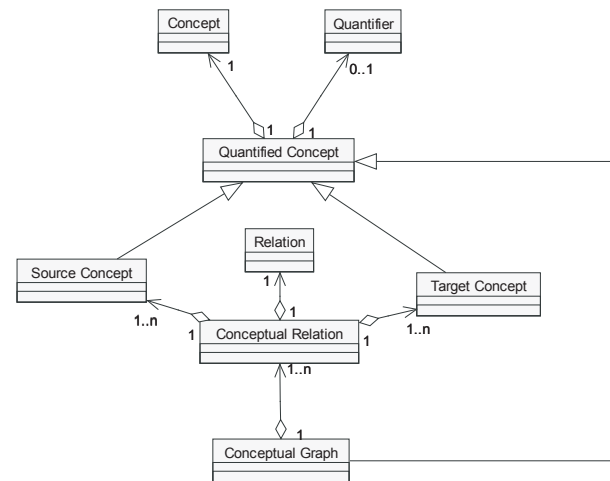 Concept
Quantifier
1
0..1
1
1
Quantified Concept
Relation
Source Concept
Target Concept
1
1..n
1
1..n
1
1
Conceptual Relation
1..n
1
Conceptual Graph